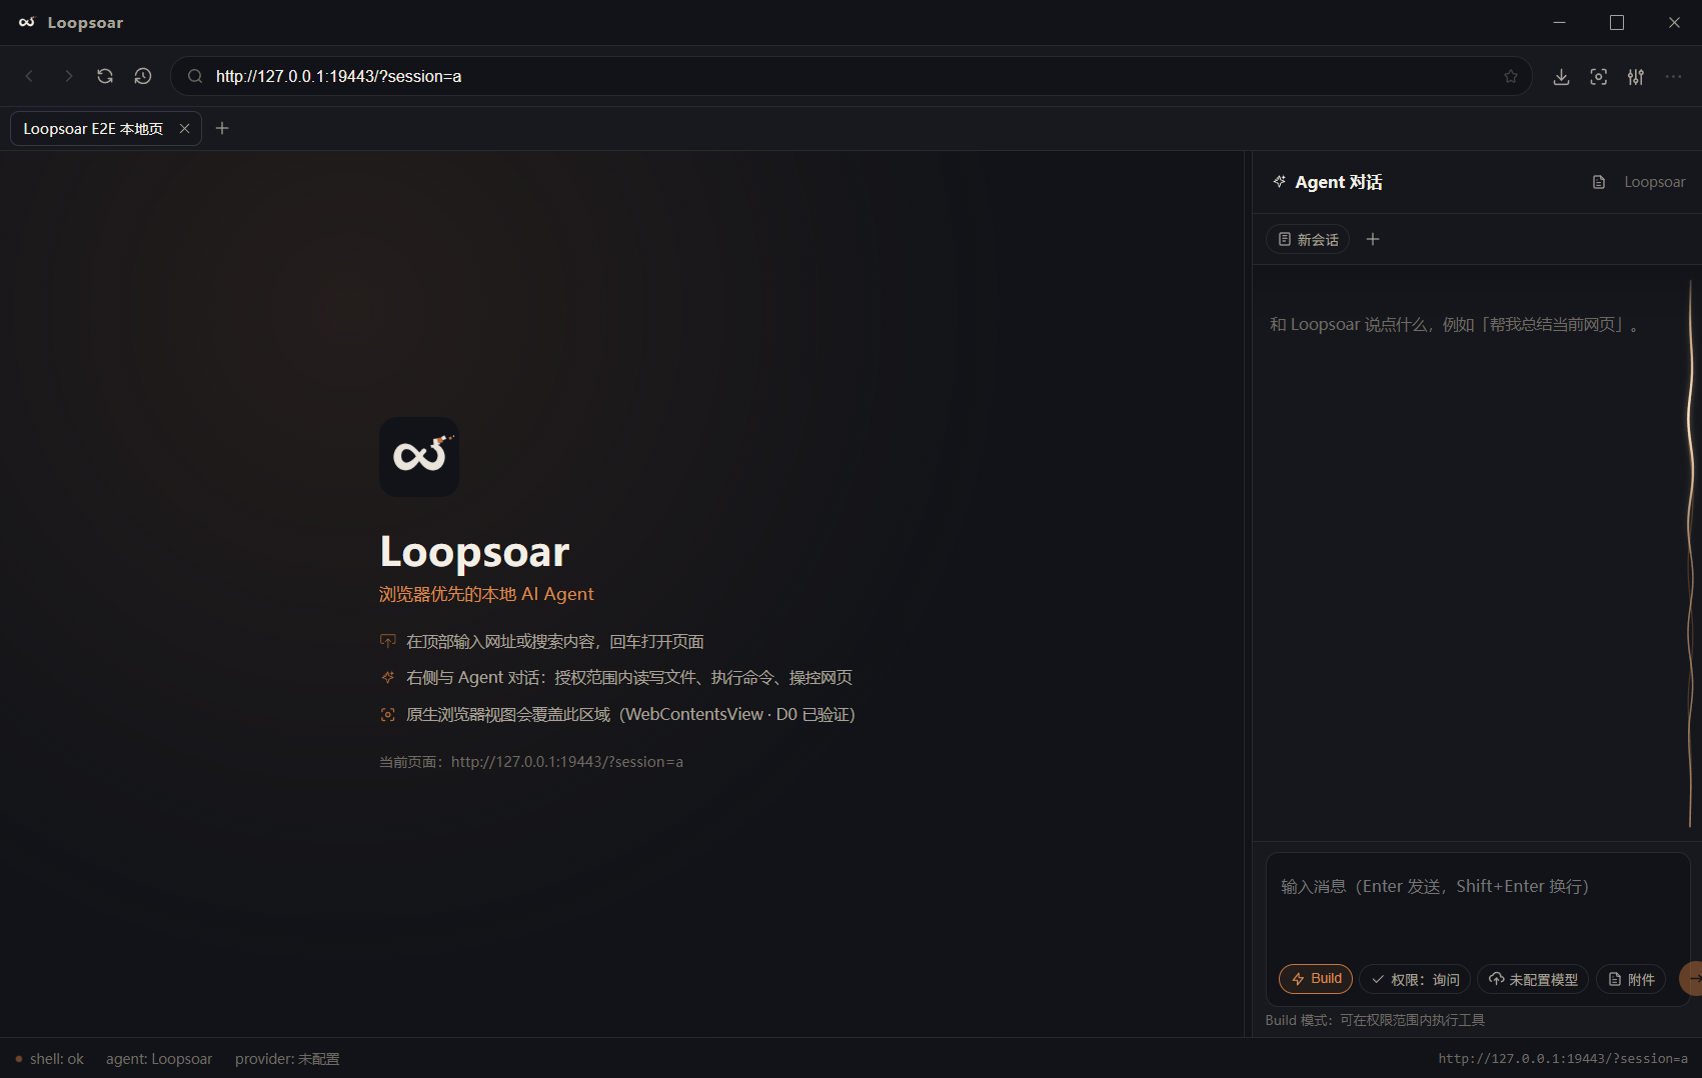 Loopsoar
http://127.0.0.1:19443/?session=a
Loopsoar E2E 本地页
Agent 对话
Loopsoar
新会话
和 Loopsoar 说点什么，例如「帮我总结当前网页」。
Loopsoar
浏览器优先的本地 AI Agent
在顶部输入网址或搜索内容，回车打开页面
右侧与 Agent 对话：授权范围内读写文件、执行命令、操控网页
原生浏览器视图会覆盖此区域（WebContentsView · D0 已验证）
当前页面：http://127.0.0.1:19443/?session=a
输入消息（Enter 发送，Shift+Enter 换行）
Build
权限：询问
未配置模型
附件
Build 模式：可在权限范围内执行工具
shell: ok
agent: Loopsoar
provider: 未配置
http://127.0.0.1:19443/?session=a